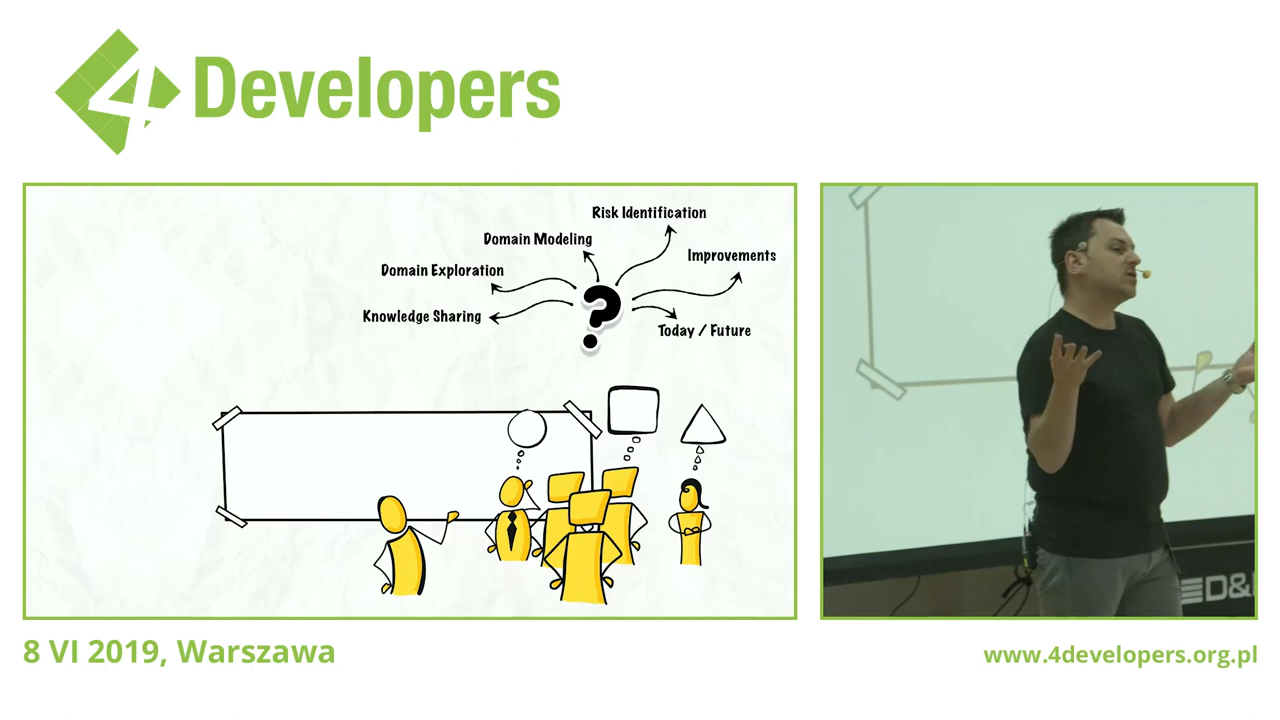 4Developers
Risk Identification
Domain Modeling
Improvements
Domain Exploration
Knowledge Sharing
Today / Future
?
D&
8 VI 2019, Warszawa
www.4developers.org.pl